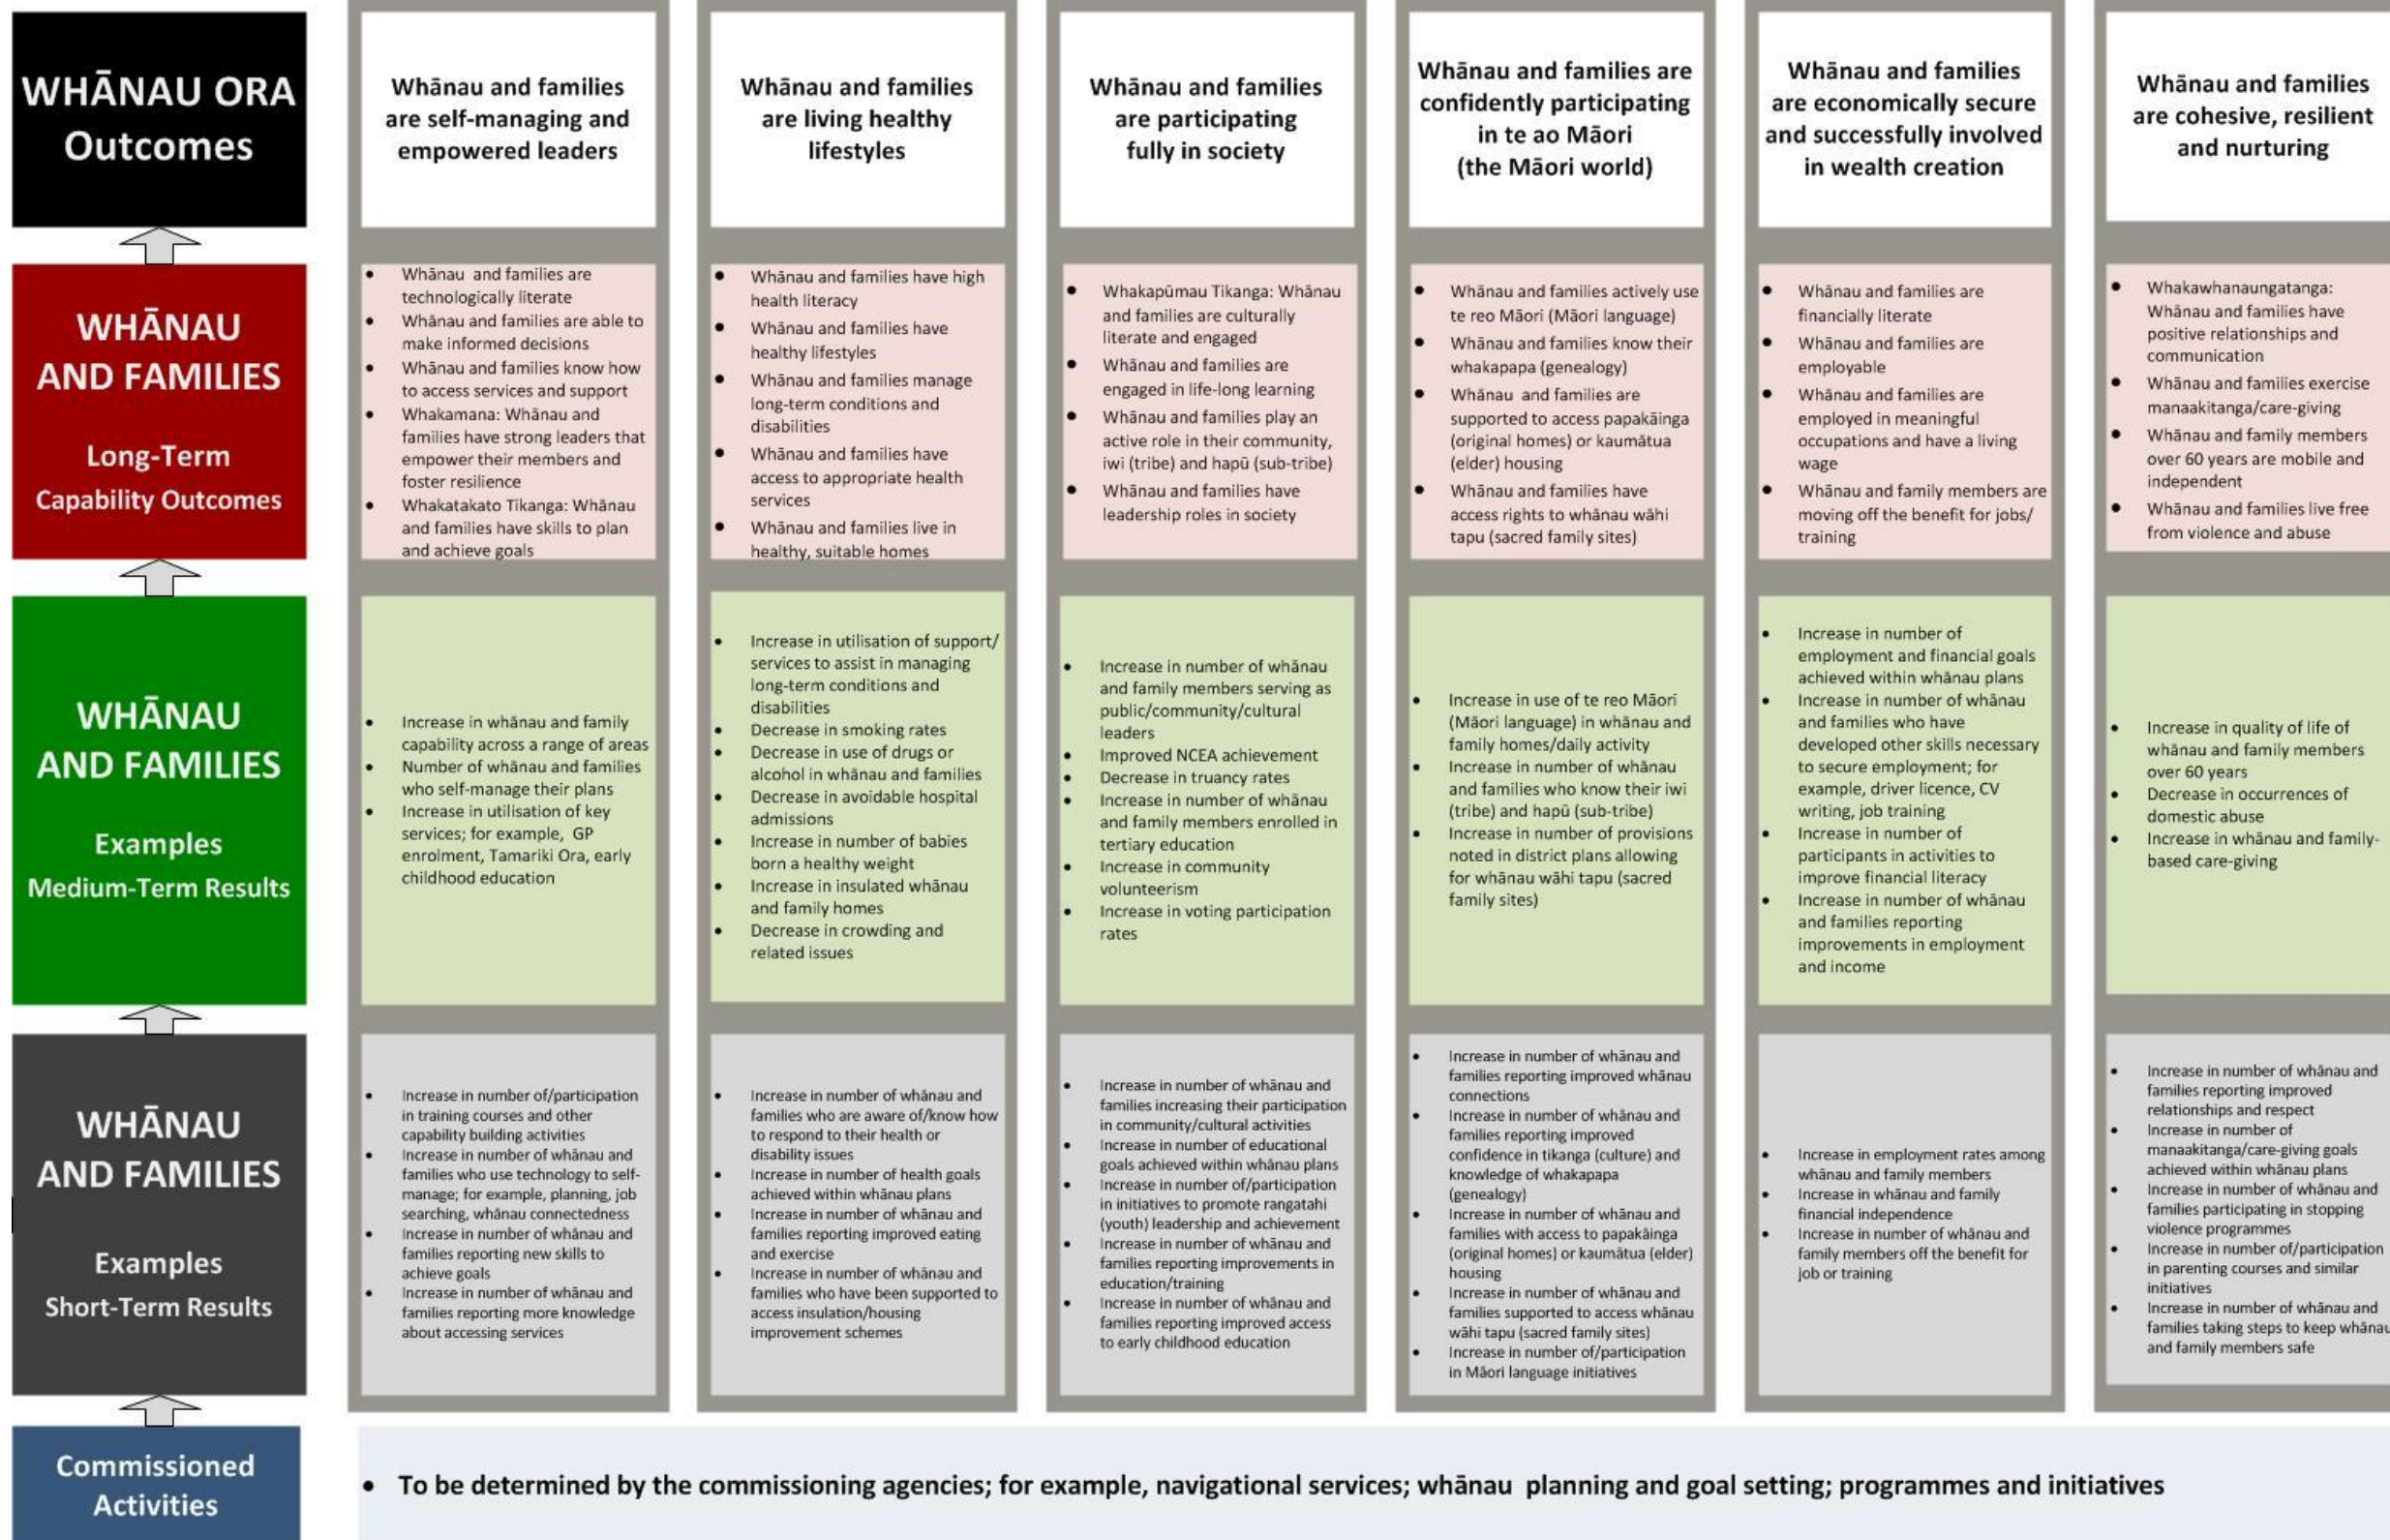 WHĀNAU ORA
Outcomes
Whānau and families
are self-managing and
empowered leaders
Whānau and families
are living healthy
lifestyles
Whānau and families
are participating
fully in society
Whānau and families are
confidently participating
in te ao Māori
(the Māori world)
Whānau and families
are economically secure
and successfully involved
in wealth creation
Whānau and families
are cohesive, resilient
and nurturing
WHĀNAU
AND FAMILIES
Long-Term
Capability Outcomes
• Whānau and families are
technologically literate
• Whānau and families are able to
make informed decisions
• Whānau and families know how
to access services and support
• Whakamana: Whānau and
families have strong leaders that
empower their members and
foster resilience
• Whakatakato Tikanga: Whānau
and families have skills to plan
and achieve goals
• Whānau and families have high
health literacy
• Whānau and families have
healthy lifestyles
• Whānau and families manage
long-term conditions and
disabilities
• Whānau and families have
access to appropriate health
services
• Whānau and families live in
healthy, suitable homes
• Whakapūmau Tikanga: Whānau
and families are culturally
literate and engaged
• Whānau and families are
engaged in life-long learning
• Whānau and families play an
active role in their community,
iwi (tribe) and hapū (sub-tribe)
• Whānau and families have
leadership roles in society
• Whānau and families actively use
te reo Māori (Māori language)
• Whānau and families know their
whakapapa (genealogy)
• Whānau and families are
supported to access papakāinga
(original homes) or kaumātua
(elder) housing
• Whānau and families have
access rights to whānau wāhi
tapu (sacred family sites)
• Whānau and families are
financially literate
• Whānau and families are
employable
• Whānau and families are
employed in meaningful
occupations and have a living
wage
• Whānau and family members are
moving off the benefit for jobs/
training
• Whakawhanaungatanga:
Whānau and families have
positive relationships and
communication
• Whānau and families exercise
manaakitanga/care-giving
• Whānau and family members
over 60 years are mobile and
independent
• Whānau and families live free
from violence and abuse
WHĀNAU
AND FAMILIES
Examples
Medium-Term Results
• Increase in whānau and family
capability across a range of areas
• Number of whānau and families
who self-manage their plans
• Increase in utilisation of key
services; for example, GP
enrolment, Tamariki Ora, early
childhood education
• Increase in utilisation of support/
services to assist in managing
long-term conditions and
disabilities
• Decrease in smoking rates
• Decrease in use of drugs or
alcohol in whānau and families
• Decrease in avoidable hospital
admissions
• Increase in number of babies
born a healthy weight
• Increase in insulated whānau
and family homes
• Decrease in crowding and
related issues
• Increase in number of whānau
and family members serving as
public/community/cultural
leaders
• Improved NCEA achievement
• Decrease in truancy rates
• Increase in number of whānau
and family members enrolled in
tertiary education
• Increase in community
volunteerism
• Increase in voting participation
rates
• Increase in use of te reo Māori
(Māori language) in whānau and
family homes/daily activity
• Increase in number of whānau
and families who know their iwi
(tribe) and hapū (sub-tribe)
• Increase in number of provisions
noted in district plans allowing
for whānau wāhi tapu (sacred
family sites)
• Increase in number of
employment and financial goals
achieved within whānau plans
• Increase in number of whānau
and families who have
developed other skills necessary
to secure employment; for
example, driver licence, CV
writing, job training
• Increase in number of
participants in activities to
improve financial literacy
• Increase in number of whānau
and families reporting
improvements in employment
and income
• Increase in quality of life of
whānau and family members
over 60 years
• Decrease in occurrences of
domestic abuse
• Increase in whānau and family-
based care-giving
WHĀNAU
AND FAMILIES
Examples
Short-Term Results
• Increase in number of/participation
in training courses and other
capability building activities
• Increase in number of whānau and
families who use technology to self-
manage; for example, planning, job
searching, whānau connectedness
• Increase in number of whānau and
families reporting new skills to
achieve goals
• Increase in number of whānau and
families reporting more knowledge
about accessing services
• Increase in number of whānau and
families who are aware of/know how
to respond to their health or
disability issues
• Increase in number of health goals
achieved within whānau plans
• Increase in number of whānau and
families reporting improved eating
and exercise
• Increase in number of whānau and
families who have been supported to
access insulation/housing
improvement schemes
• Increase in number of whānau and
families increasing their participation
in community/cultural activities
• Increase in number of educational
goals achieved within whānau plans
• Increase in number of/participation
in initiatives to promote rangatahi
(youth) leadership and achievement
• Increase in number of whānau and
families reporting improvements in
education/training
• Increase in number of whānau and
families reporting improved access
to early childhood education
• Increase in number of whānau and
families reporting improved whānau
connections
• Increase in number of whānau and
families reporting improved
confidence in tikanga (culture) and
knowledge of whakapapa
(genealogy)
• Increase in number of whānau and
families with access to papakāinga
(original homes) or kaumātua (elder)
housing
• Increase in number of whānau and
families supported to access whānau
wāhi tapu (sacred family sites)
• Increase in number of/participation
in Māori language initiatives
• Increase in employment rates among
whānau and family members
• Increase in whānau and family
financial independence
• Increase in number of whānau and
family members off the benefit for
job or training
• Increase in number of whānau and
families reporting improved
relationships and respect
• Increase in number of
manaakitanga/care-giving goals
achieved within whānau plans
• Increase in number of whānau and
families participating in stopping
violence programmes
• Increase in number of/participation
in parenting courses and similar
initiatives
• Increase in number of whānau and
families taking steps to keep whānau
and family members safe
Commissioned
Activities
• To be determined by the commissioning agencies; for example, navigational services; whānau planning and goal setting; programmes and initiatives